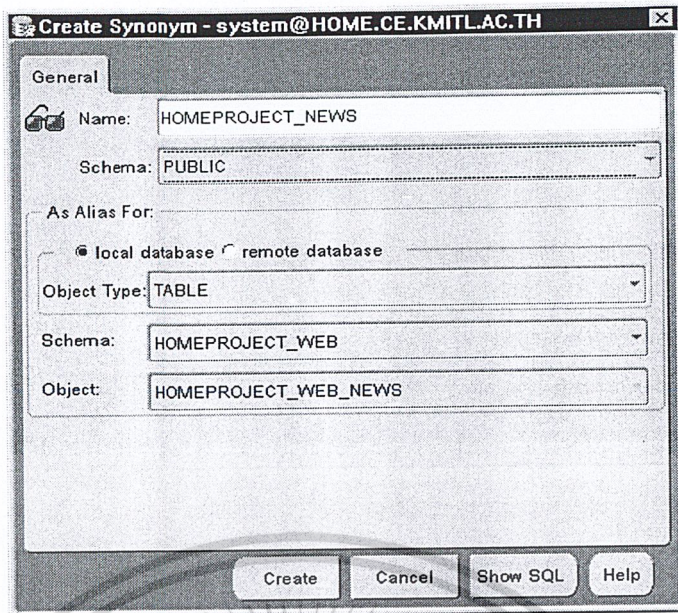 Create Synonym - system@HOME.CE.KMITL.AC.TH
General
Name: HOMEPROJECT_NEWS
Schema: PUBLIC
As Alias For:
local database remote database
Object Type: TABLE
Schema: HOMEPROJECT_WEB
Object: HOMEPROJECT_WEB_NEWS
Create Cancel Show SQL Help